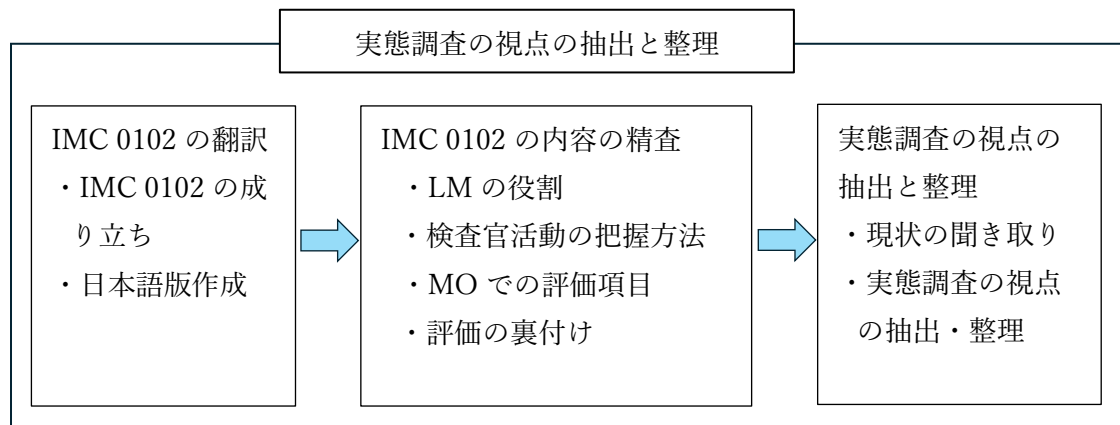 実態調査の視点の抽出と整理
IMC 0102 の翻訳
・IMC 0102 の成
り立ち
・日本語版作成
IMC 0102 の内容の精査
・LM の役割
・検査官活動の把握方法
・MO での評価項目
・評価の裏付け
実態調査の視点の
抽出と整理
・現状の聞き取り
・実態調査の視点
の抽出・整理